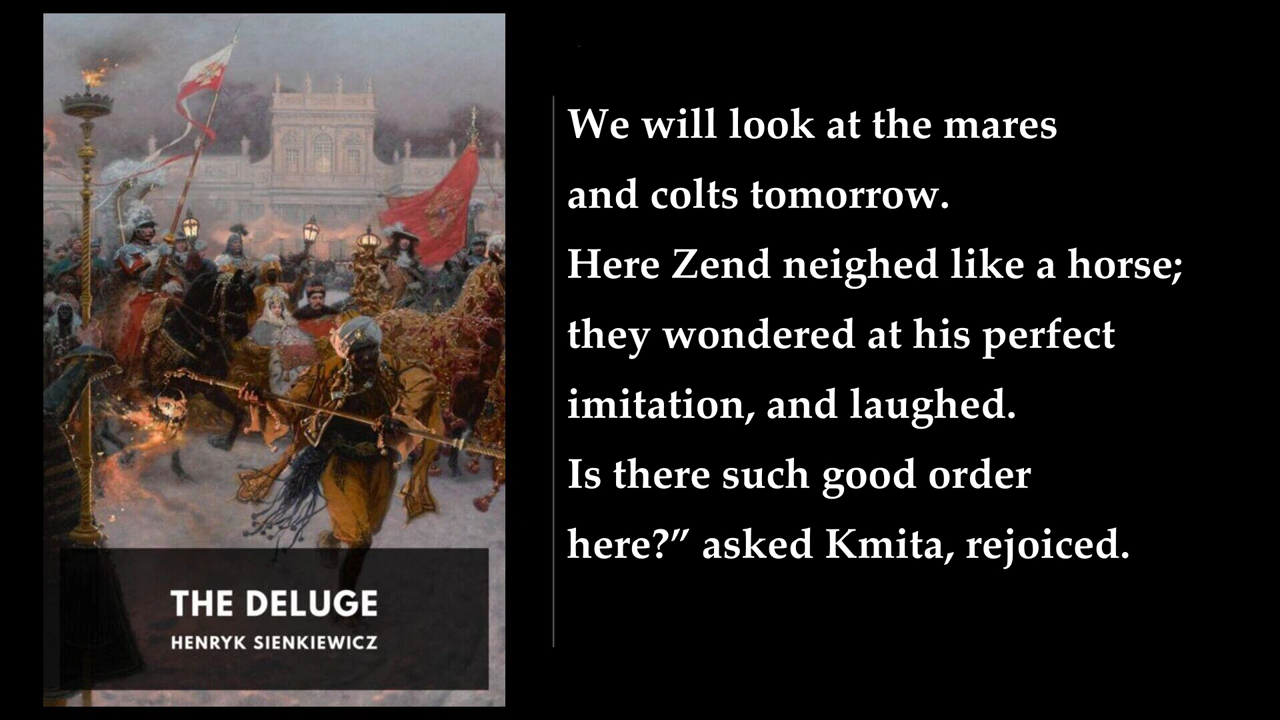 THE DELUGE
HENRYK SIENKIEWICZ
We will look at the mares
and colts tomorrow.
Here Zend neighed like a horse;
they wondered at his perfect
imitation, and laughed.
Is there such good order
here?” asked Kmita, rejoiced.